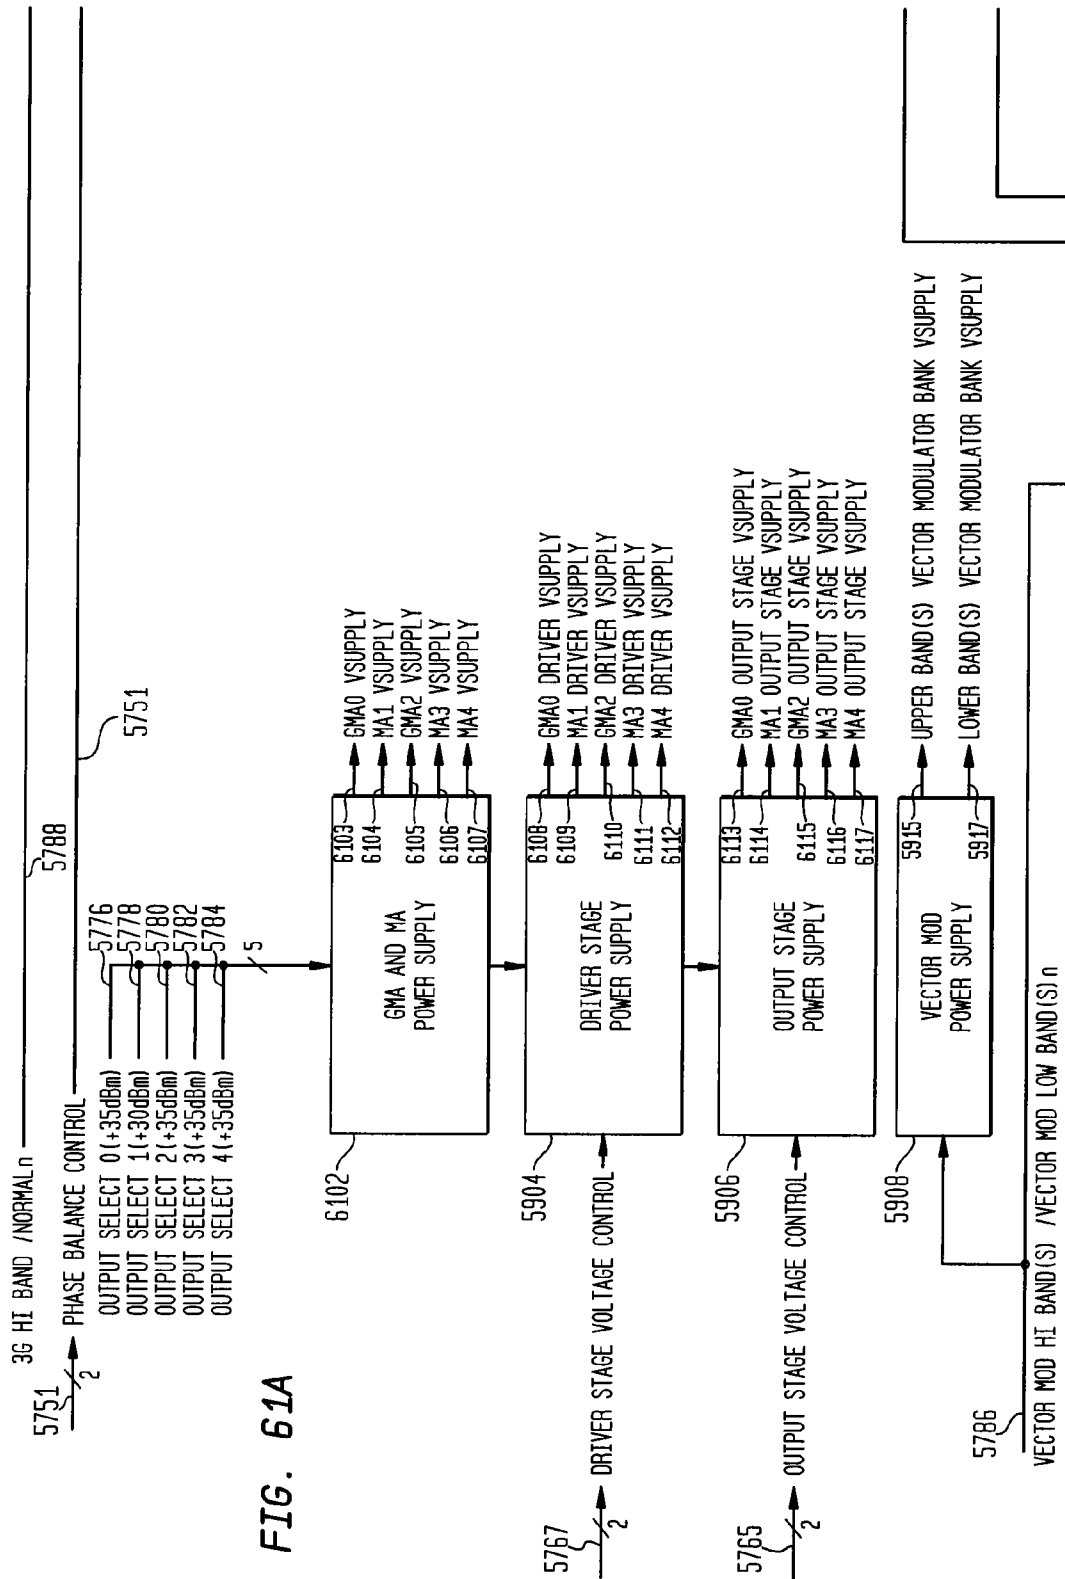 3G HI BAND /NORMALn
5788
5751
2
PHASE BALANCE CONTROL
5751
OUTPUT SELECT 0(+35dBm)
5776
OUTPUT SELECT 1(+30dBm)
5778
OUTPUT SELECT 2(+35dBm)
5780
OUTPUT SELECT 3(+35dBm)
5782
OUTPUT SELECT 4(+35dBm)
5784
5
FIG. 61A
6102
GMA AND MA
POWER SUPPLY
6103
GMA0 VSUPPLY
6104
MA1 VSUPPLY
6105
GMA2 VSUPPLY
6106
MA3 VSUPPLY
6107
MA4 VSUPPLY
5767
2
DRIVER STAGE VOLTAGE CONTROL
5904
DRIVER STAGE
POWER SUPPLY
6108
GMA0 DRIVER VSUPPLY
6109
MA1 DRIVER VSUPPLY
6110
GMA2 DRIVER VSUPPLY
6111
MA3 DRIVER VSUPPLY
6112
MA4 DRIVER VSUPPLY
5765
2
OUTPUT STAGE VOLTAGE CONTROL
5906
OUTPUT STAGE
POWER SUPPLY
6113
GMA0 OUTPUT STAGE VSUPPLY
6114
MA1 OUTPUT STAGE VSUPPLY
6115
GMA2 OUTPUT STAGE VSUPPLY
6116
MA3 OUTPUT STAGE VSUPPLY
6117
MA4 OUTPUT STAGE VSUPPLY
5908
VECTOR MOD
POWER SUPPLY
5915
UPPER BAND(S) VECTOR MODULATOR BANK VSUPPLY
5917
LOWER BAND(S) VECTOR MODULATOR BANK VSUPPLY
5786
VECTOR MOD HI BAND(S) /VECTOR MOD LOW BAND(S)n